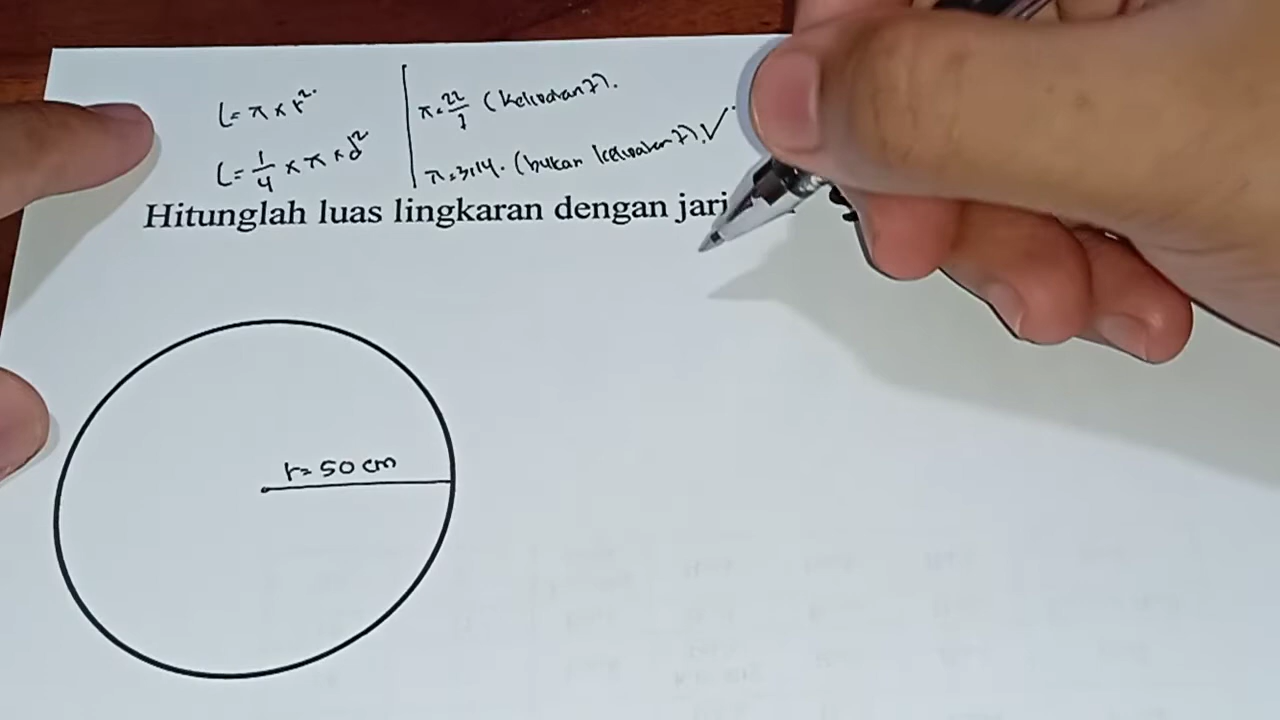 L = π × r².
L = 1/4 × π × d²
π = 22/7 (kelipatan 7).
π = 3,14. (bukan kelipatan 7). ✓
Hitunglah luas lingkaran dengan jari
r = 50 cm